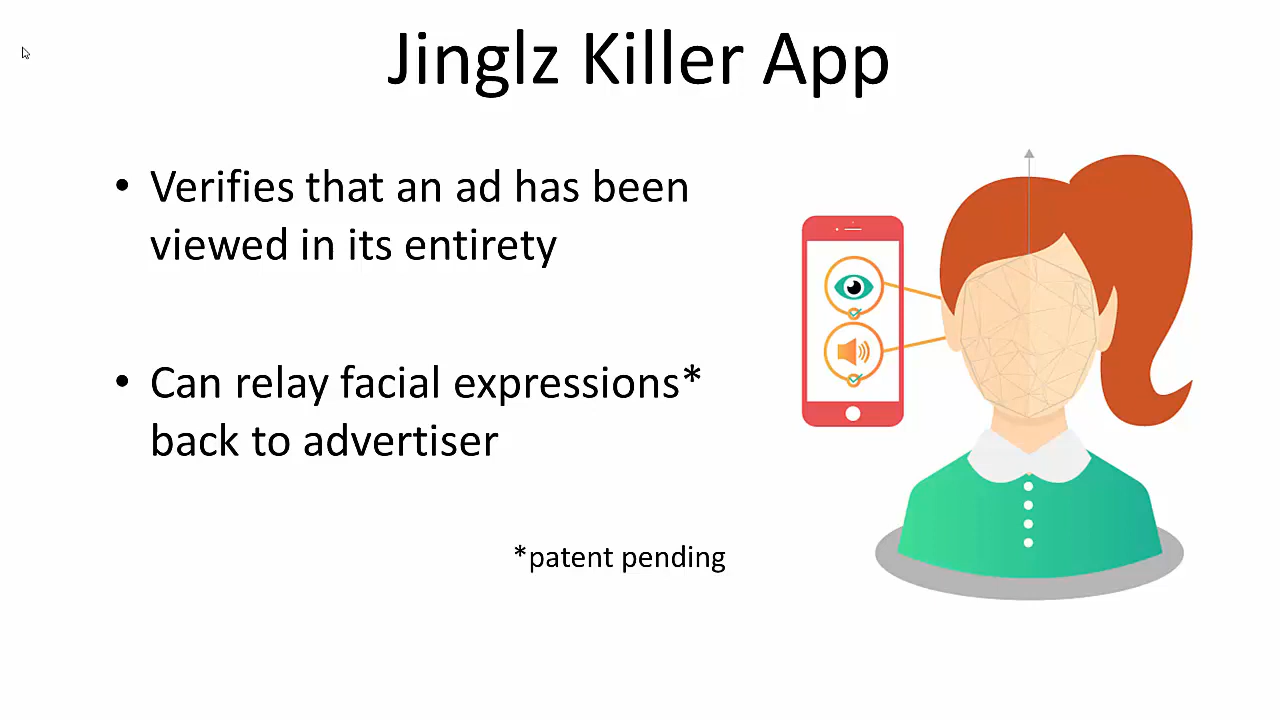 Jinglz Killer App
• Verifies that an ad has been
viewed in its entirety
• Can relay facial expressions*
back to advertiser
*patent pending